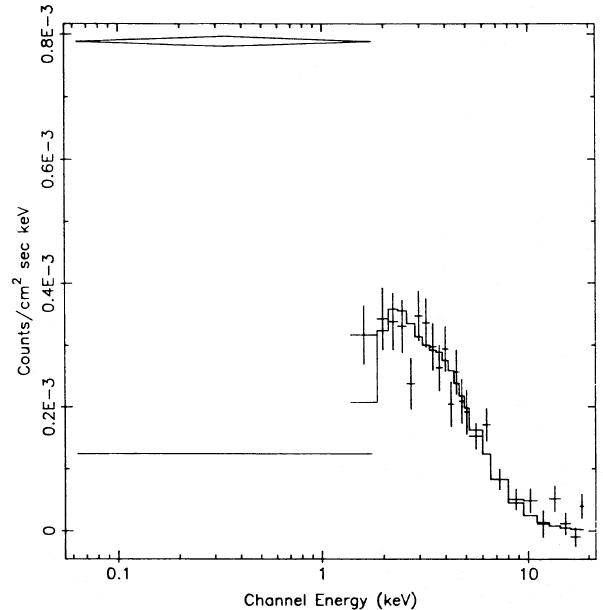 0.8E−3
0.6E−3
0.4E−3
0.2E−3
0
Counts/cm² sec keV
0.1
1
10
Channel Energy (keV)